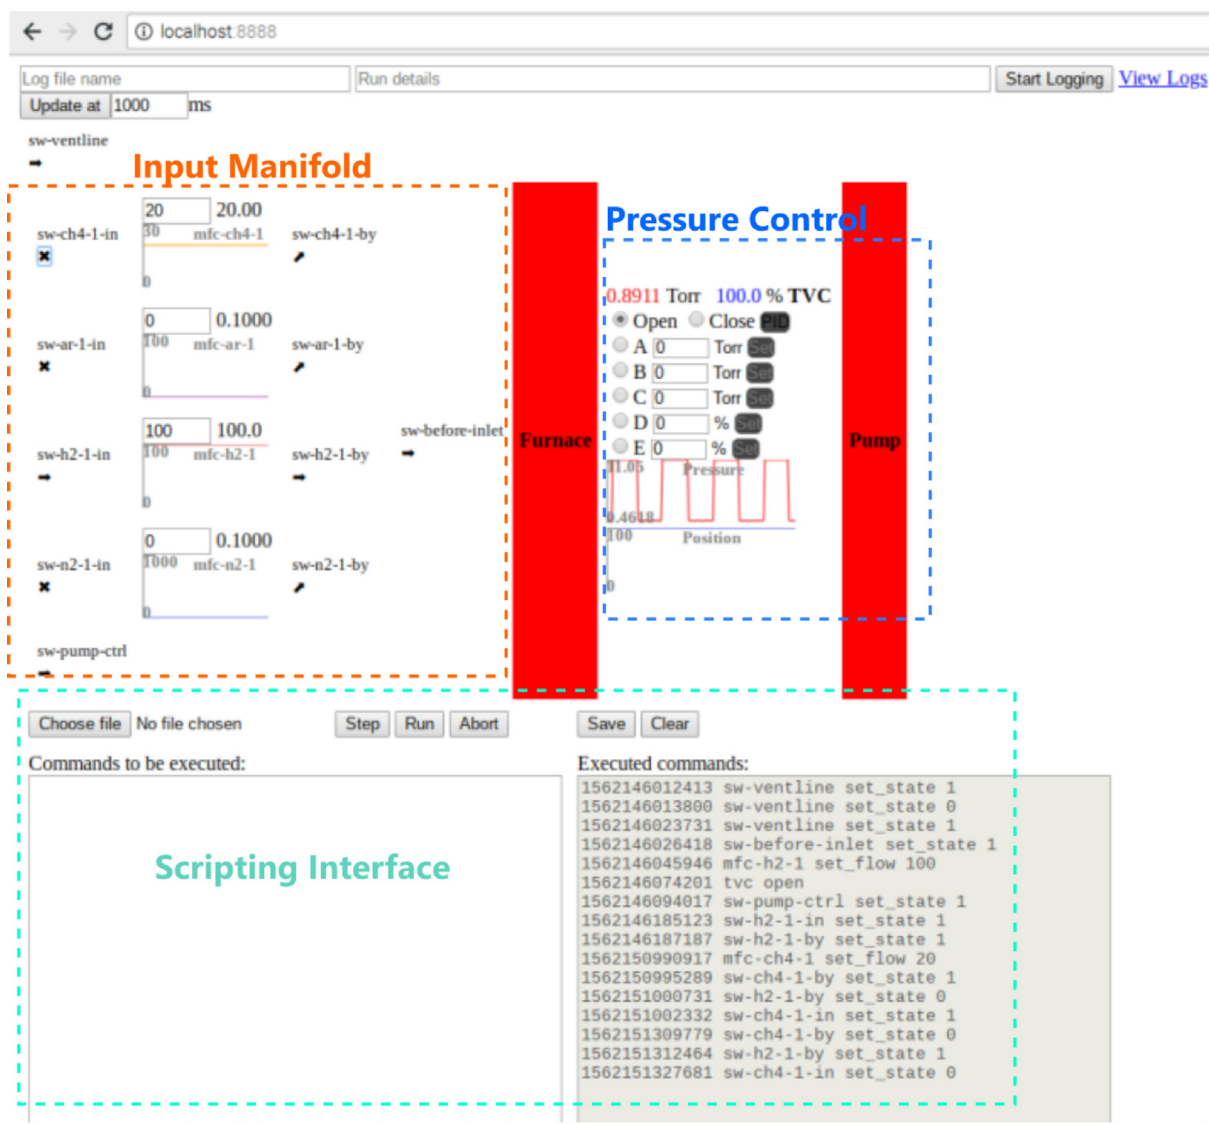 localhost:8888
Log file name Run details Start Logging View Logs
Update at 1000 ms
sw-ventline
Input Manifold
Pressure Control
20 20.00
sw-ch4-1-in 30 mfc-ch4-1 sw-ch4-1-by
0
0.8911 Torr 100.0 % TVC
Open Close PID
0 0.1000
sw-ar-1-in 100 mfc-ar-1 sw-ar-1-by
0
A 0 Torr Set
B 0 Torr Set
C 0 Torr Set
D 0 % Set
E 0 % Set
100 100.0
sw-h2-1-in 100 mfc-h2-1 sw-h2-1-by
0
sw-before-inlet
Furnace
Pump
11.05 Pressure
0.4618
100 Position
0
0 0.1000
sw-n2-1-in 1000 mfc-n2-1 sw-n2-1-by
0
sw-pump-ctrl
Choose file No file chosen Step Run Abort Save Clear
Commands to be executed:
Scripting Interface
Executed commands:
1562146012413 sw-ventline set_state 1
1562146013800 sw-ventline set_state 0
1562146023731 sw-ventline set_state 1
1562146026418 sw-before-inlet set_state 1
1562146045946 mfc-h2-1 set_flow 100
1562146074201 tvc open
1562146094017 sw-pump-ctrl set_state 1
1562146185123 sw-h2-1-in set_state 1
1562146187187 sw-h2-1-by set_state 1
1562150990917 mfc-ch4-1 set_flow 20
1562150995289 sw-ch4-1-by set_state 1
1562151000731 sw-h2-1-by set_state 0
1562151002332 sw-ch4-1-in set_state 1
1562151309779 sw-ch4-1-by set_state 0
1562151312464 sw-h2-1-by set_state 1
1562151327681 sw-ch4-1-in set_state 0